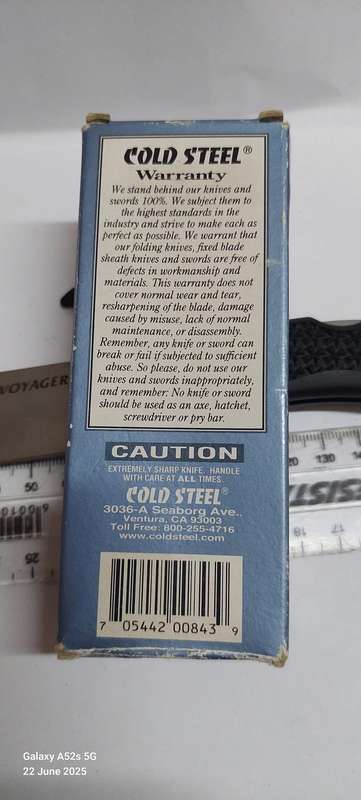 COLD STEEL®
Warranty
We stand behind our knives and
swords 100%. We subject them to
the highest standards in the
industry and strive to make each as
perfect as possible. We warrant that
our folding knives, fixed blade
sheath knives and swords are free of
defects in workmanship and
materials. This warranty does not
cover normal wear and tear,
resharpening of the blade, damage
caused by misuse, lack of normal
maintenance, or disassembly.
Remember, any knife or sword can
break or fail if subjected to sufficient
abuse. So please, do not use our
knives and swords inappropriately,
and remember: No knife or sword
should be used as an axe, hatchet,
screwdriver or pry bar.
VOYAGER
CAUTION
EXTREMELY SHARP KNIFE. HANDLE
WITH CARE AT ALL TIMES
COLD STEEL®
3036-A Seaborg Ave..
Ventura, CA 93003
Toll Free: 800-255-4716
www.coldsteel.com
7 05442 00843 9
50
25
120 130 14
19 18
Galaxy A52s 5G
22 June 2025